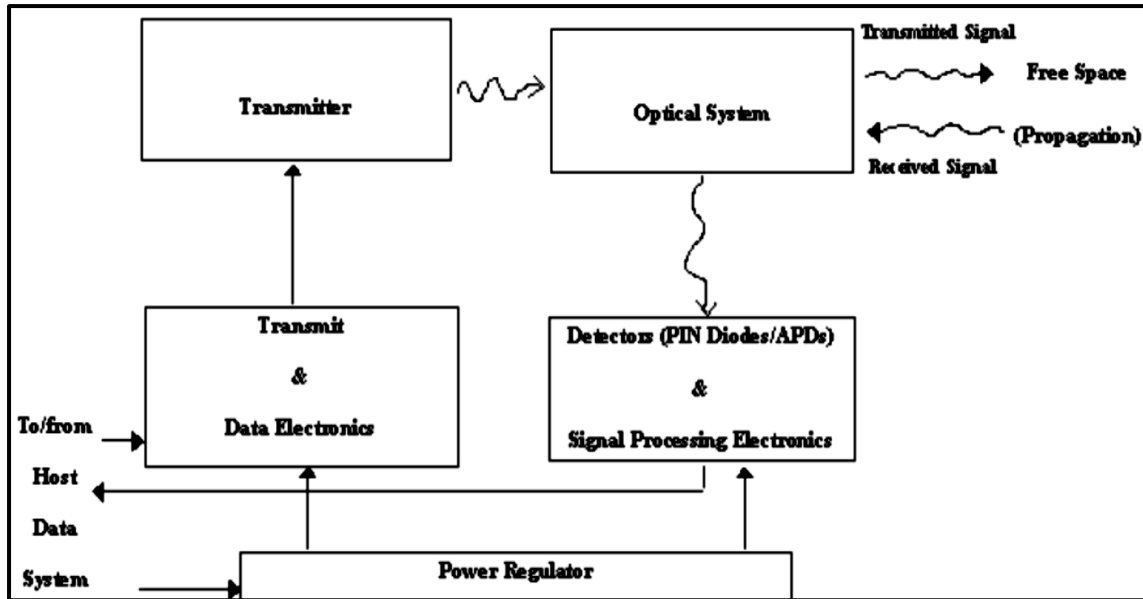 Transmitter
Optical System
Transmitted Signal
Free Space
(Propagation)
Received Signal
Transmit
&
Data Electronics
Detectors (PIN Diodes/APDs)
&
Signal Processing Electronics
To/from
Host
Data
System
Power Regulator